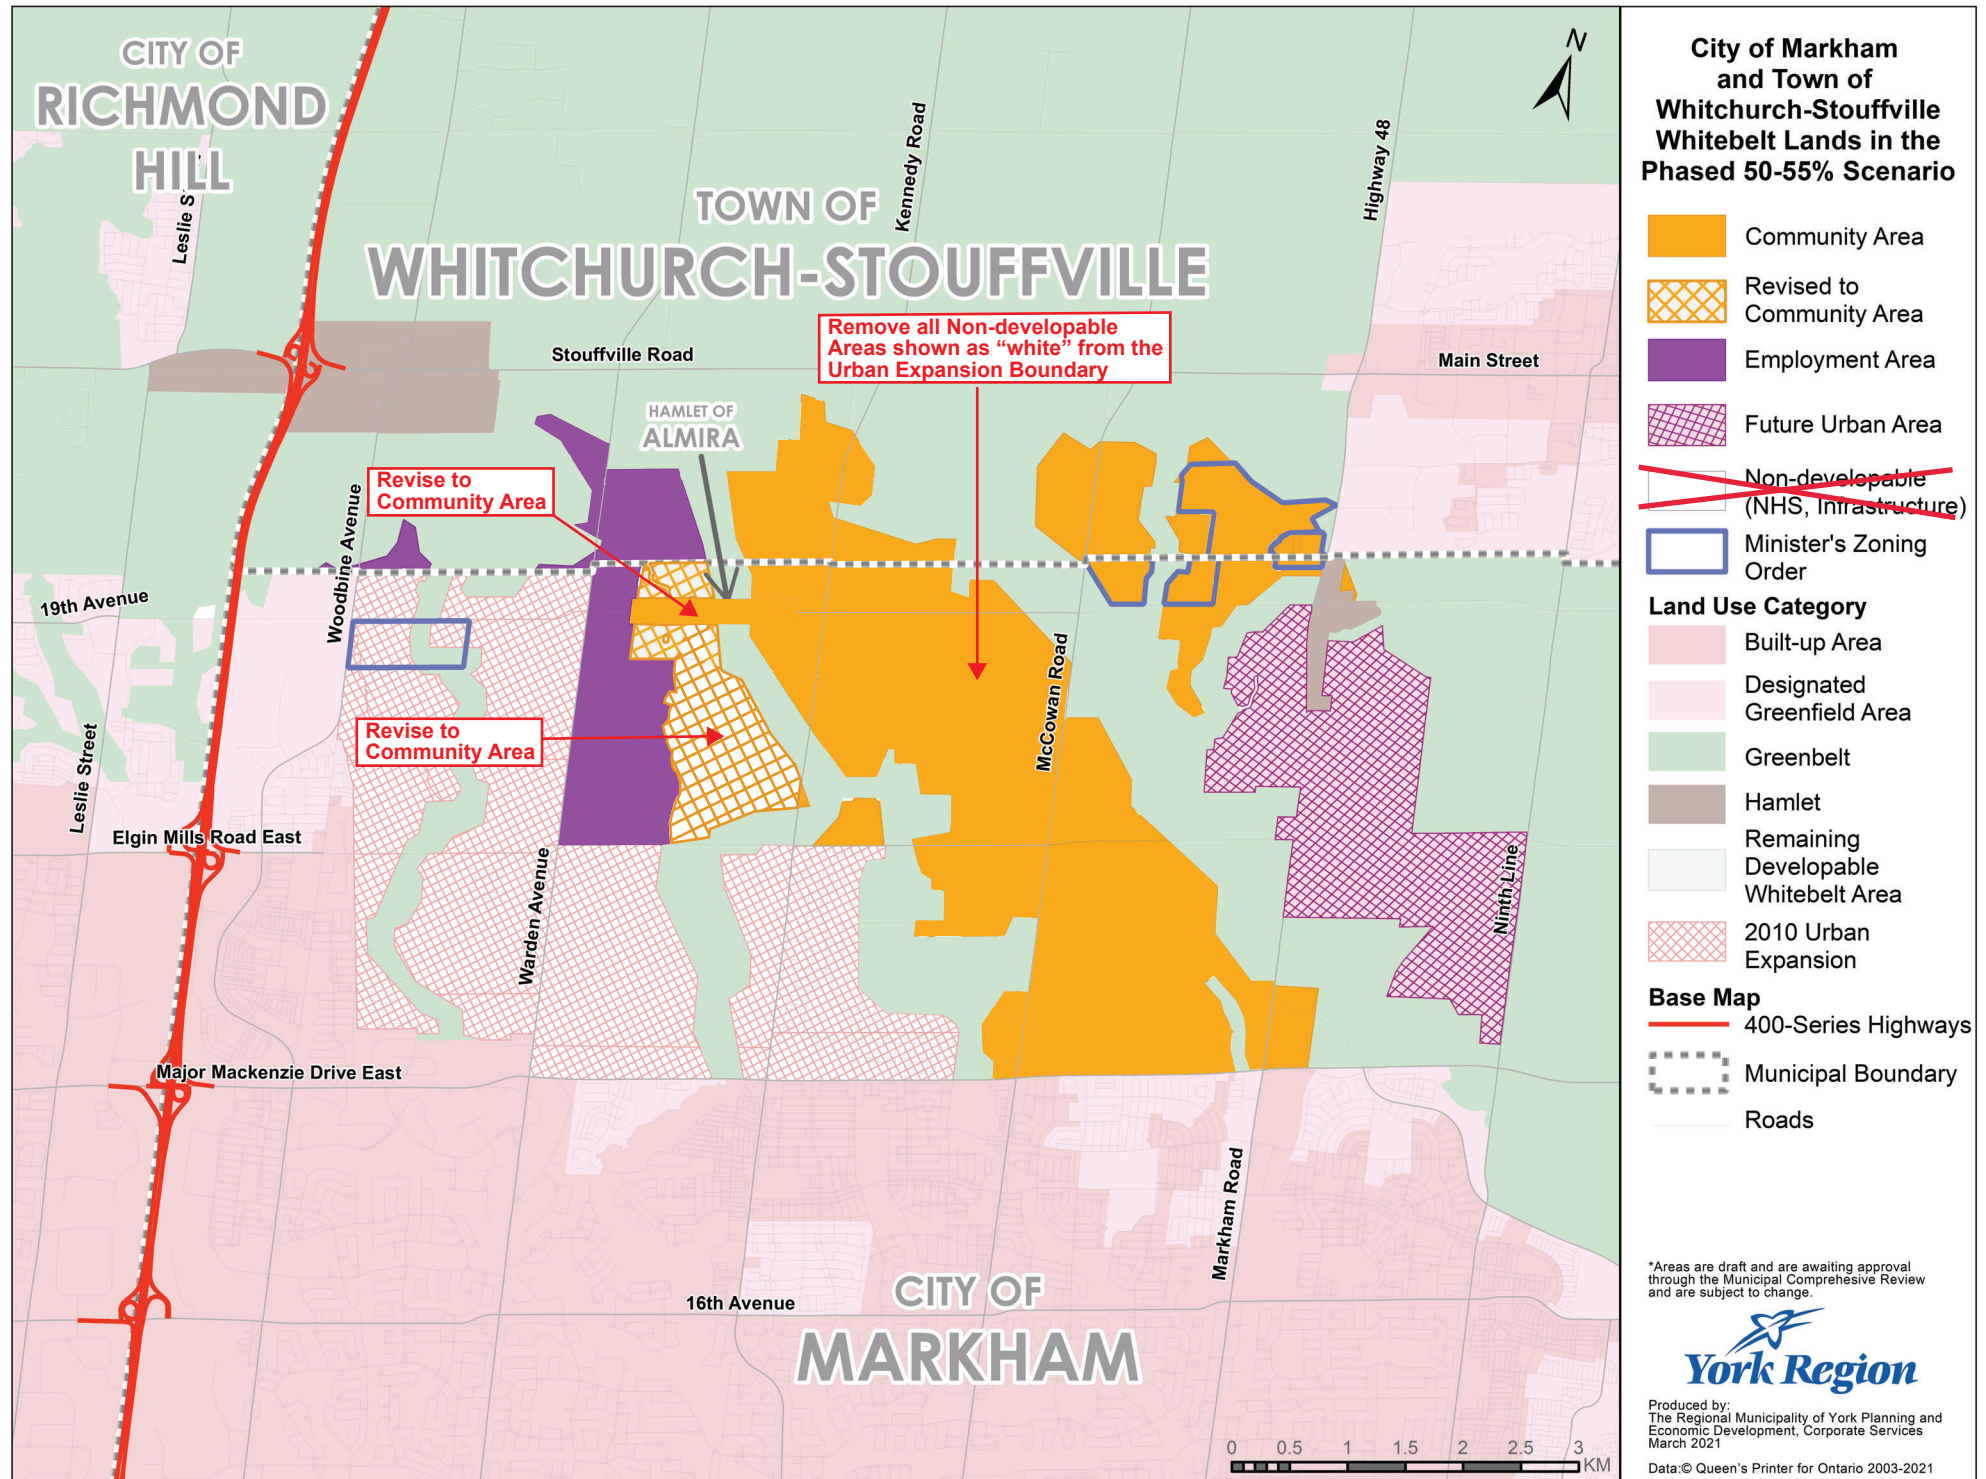 CITY OF
RICHMOND
HILL
Leslie S
TOWN OF
WHITCHURCH-STOUFFVILLE
Kennedy Road
Highway 48
N
Stouffville Road
Remove all Non-developable
Areas shown as “white” from the
Urban Expansion Boundary
Main Street
HAMLET OF
ALMIRA
Revise to
Community Area
Woodbine Avenue
19th Avenue
Revise to
Community Area
McCowan Road
Leslie Street
Elgin Mills Road East
Warden Avenue
Ninth Line
Major Mackenzie Drive East
Markham Road
16th Avenue
CITY OF
MARKHAM
0 0.5 1 1.5 2 2.5 3
KM
City of Markham
and Town of
Whitchurch-Stouffville
Whitebelt Lands in the
Phased 50-55% Scenario
Community Area
Revised to
Community Area
Employment Area
Future Urban Area
Non-developable
(NHS, Infrastructure)
Minister's Zoning
Order
Land Use Category
Built-up Area
Designated
Greenfield Area
Greenbelt
Hamlet
Remaining
Developable
Whitebelt Area
2010 Urban
Expansion
Base Map
400-Series Highways
Municipal Boundary
Roads
*Areas are draft and are awaiting approval
through the Municipal Comprehesive Review
and are subject to change.
York Region
Produced by:
The Regional Municipality of York Planning and
Economic Development, Corporate Services
March 2021
Data:© Queen's Printer for Ontario 2003-2021